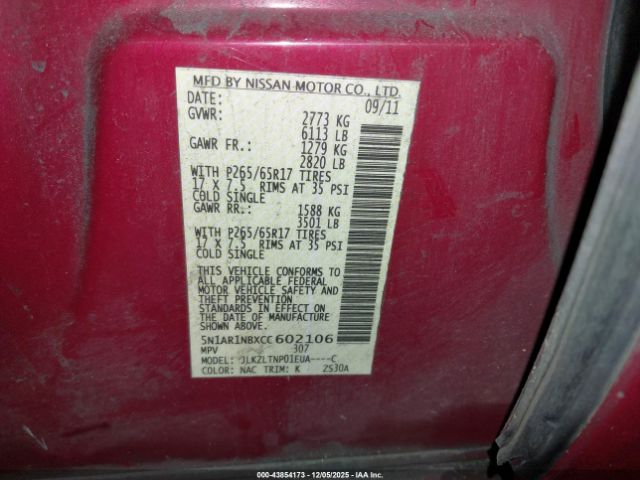 MFD BY NISSAN MOTOR CO., LTD.
DATE: 09/11
GVWR: 2773 KG
6113 LB
GAWR FR.: 1279 KG
2820 LB
WITH P265/65R17 TIRES
17 X 7.5 RIMS AT 35 PSI
COLD SINGLE
GAWR RR.: 1588 KG
3501 LB
WITH P265/65R17 TIRES
17 X 7.5 RIMS AT 35 PSI
COLD SINGLE
THIS VEHICLE CONFORMS TO
ALL APPLICABLE FEDERAL
MOTOR VEHICLE SAFETY AND
THEFT PREVENTION
STANDARDS IN EFFECT ON
THE DATE OF MANUFACTURE
SHOWN ABOVE.
5N1AR1NBXCC602106
MPV 307
MODEL: JLKZLTNP01EUA----C
COLOR: NAC TRIM: K 2530A
000-43854173 - 12/05/2025 - IAA Inc.